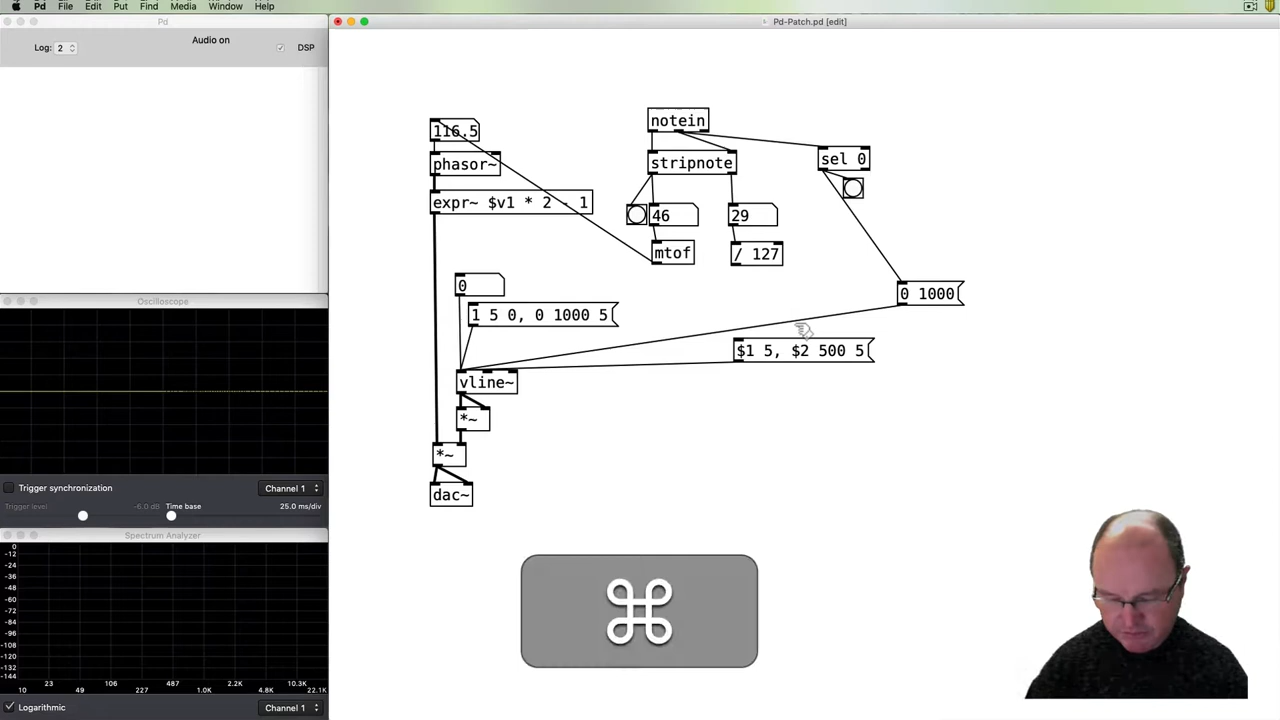 Pd File Edit Put Find Media Window Help
Pd
Log: 2
Audio on
DSP
Oscilloscope
Trigger synchronization
Channel 1
Trigger level
-6.0 dB
Time base
25.0 ms/div
Spectrum Analyzer
0
-12
-24
-36
-48
-60
-72
-84
-96
-108
-120
-132
-144
10 23 49 106 227 487 1.0K 2.2K 4.8K 10.3K 22.1K
Logarithmic
Channel 1
Pd-Patch.pd [edit]
116.5
phasor~
expr~ $v1 * 2 - 1
notein
stripnote
sel 0
46
29
mtof
/ 127
0
1 5 0, 0 1000 5
0 1000
$1 5, $2 500 5
vline~
*~
*~
dac~
⌘